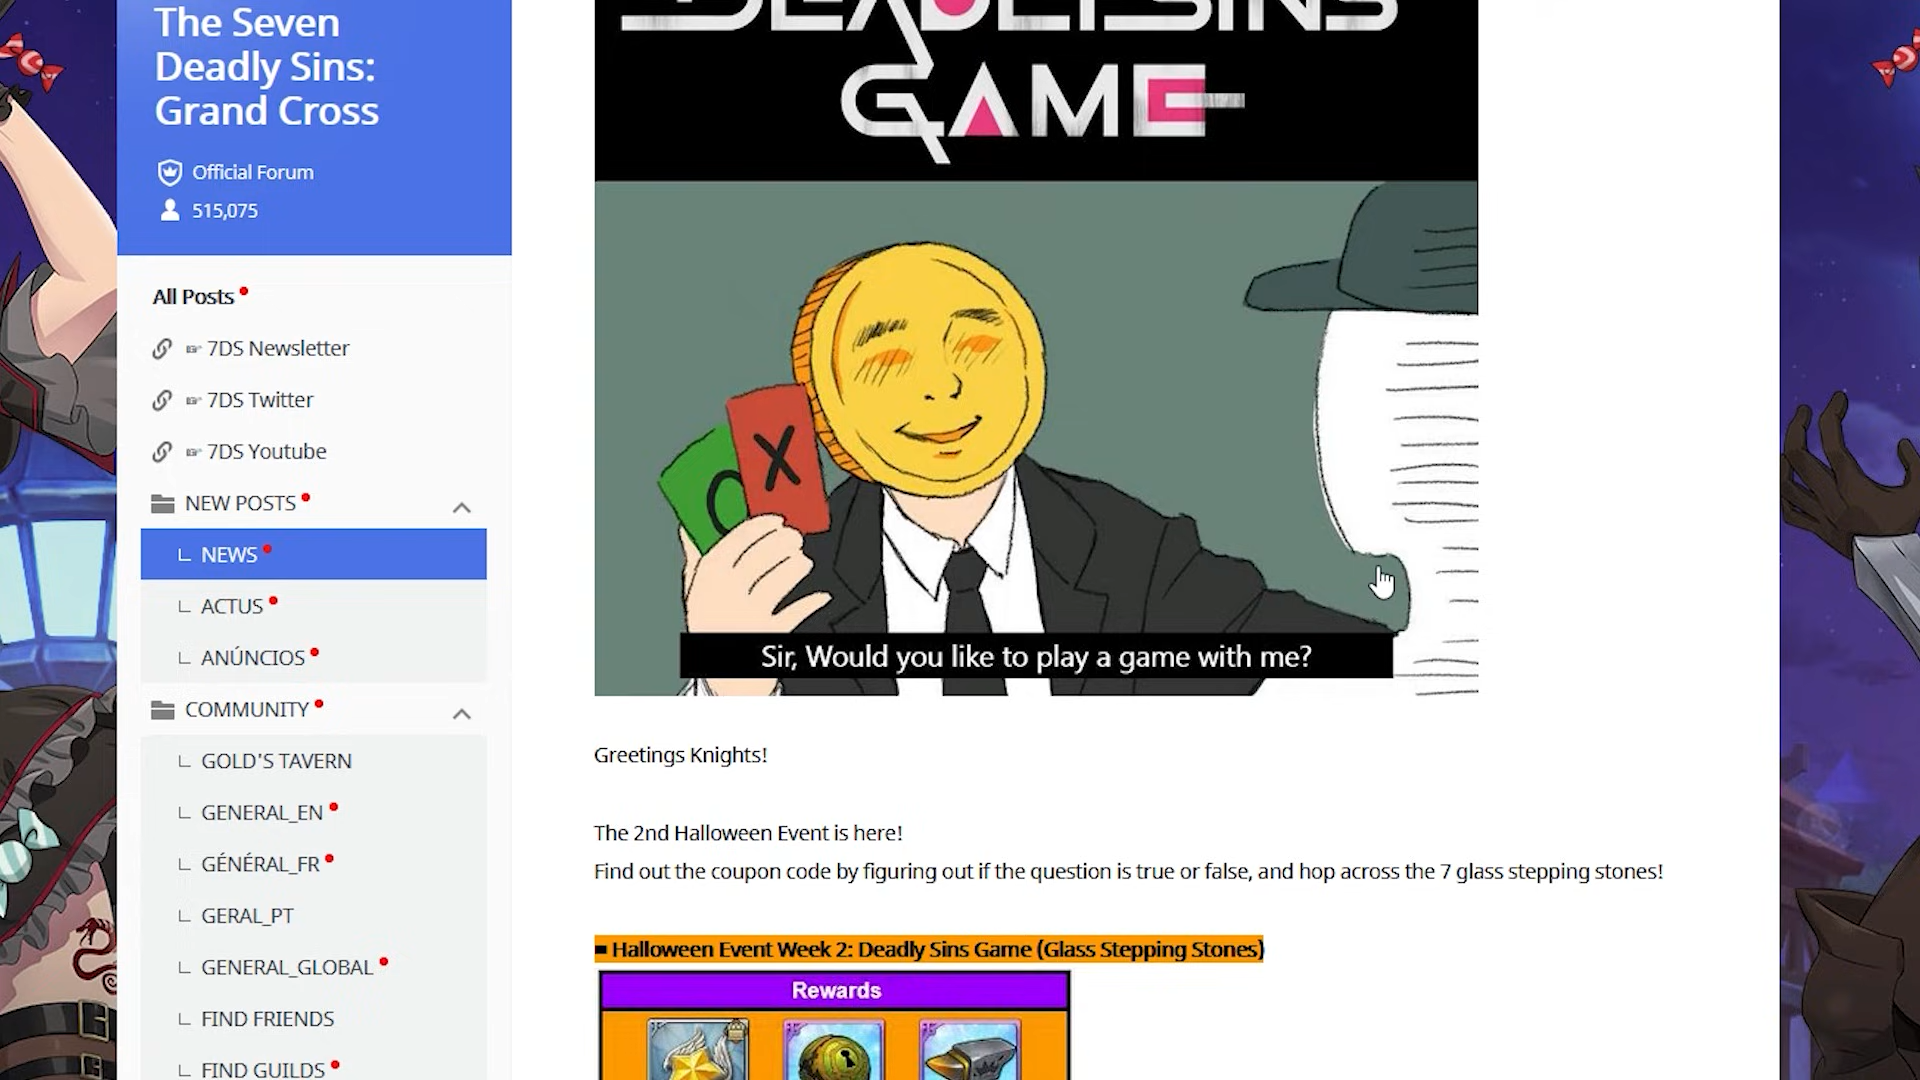 The Seven
Deadly Sins:
Grand Cross
Official Forum
515,075
All Posts
7DS Newsletter
7DS Twitter
7DS Youtube
NEW POSTS
NEWS
ACTUS
ANÚNCIOS
COMMUNITY
GOLD'S TAVERN
GENERAL_EN
GÉNÉRAL_FR
GERAL_PT
GENERAL_GLOBAL
FIND FRIENDS
FIND GUILDS
DEADLY SINS
GAME
O X
Sir, Would you like to play a game with me?
Greetings Knights!
The 2nd Halloween Event is here!
Find out the coupon code by figuring out if the question is true or false, and hop across the 7 glass stepping stones!
Halloween Event Week 2: Deadly Sins Game (Glass Stepping Stones)
Rewards